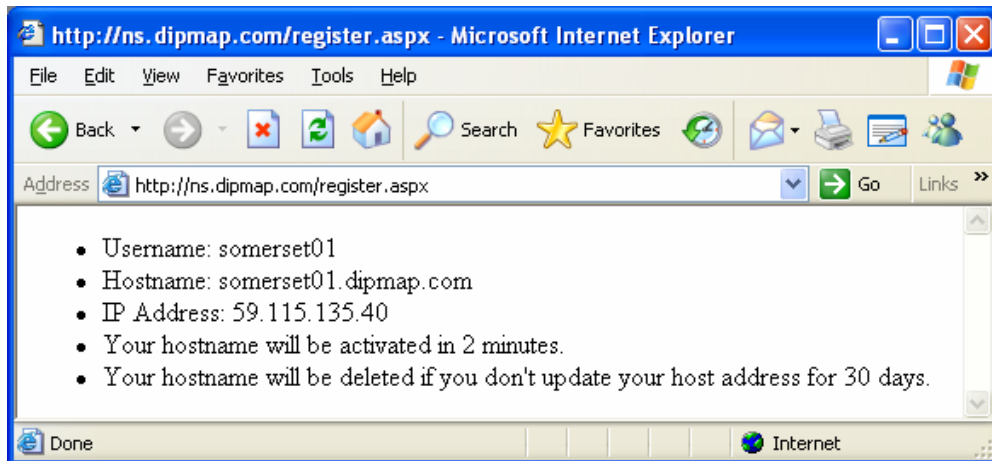 http://ns.dipmap.com/register.aspx - Microsoft Internet Explorer
File Edit View Favorites Tools Help
Back Search Favorites
Address http://ns.dipmap.com/register.aspx Go Links »
• Username: somerset01
• Hostname: somerset01.dipmap.com
• IP Address: 59.115.135.40
• Your hostname will be activated in 2 minutes.
• Your hostname will be deleted if you don't update your host address for 30 days.
Done Internet